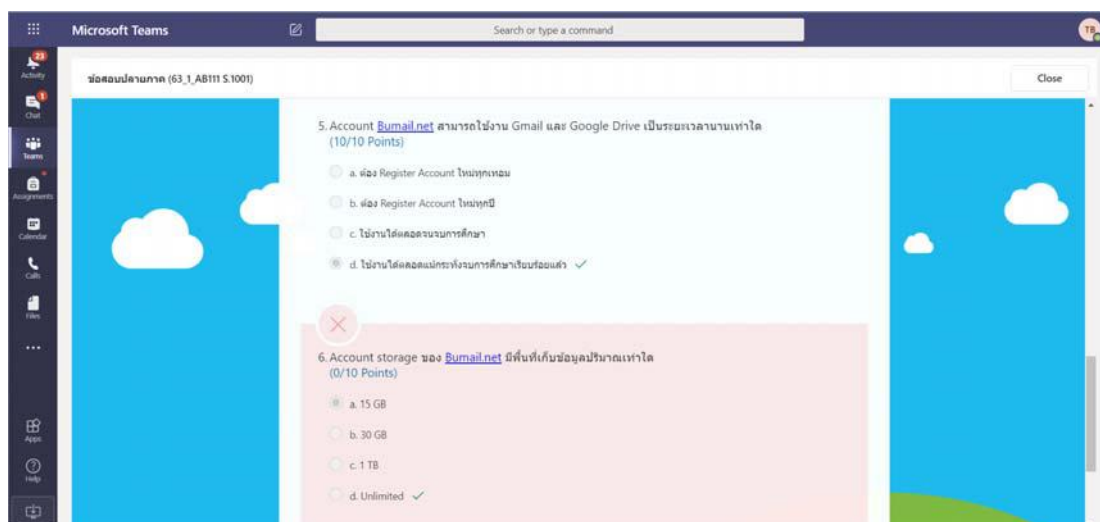 Microsoft Teams
Search or type a command
TB
23
Activity
ข้อสอบปลายภาค (63_1_AB111 S.1001)
Close
Chat
Teams
Assignments
Calendar
Calls
Files
Apps
Help
5. Account Bumail.net สามารถใช้งาน Gmail และ Google Drive เป็นระยะเวลานานเท่าใด
(10/10 Points)
a. ต้อง Register Account ใหม่ทุกเทอม
b. ต้อง Register Account ใหม่ทุกปี
c. ใช้งานได้ตลอดจนจบการศึกษา
d. ใช้งานได้ตลอดแม้กระทั่งจบการศึกษาเรียบร้อยแล้ว
6. Account storage ของ Bumail.net มีพื้นที่เก็บข้อมูลปริมาณเท่าใด
(0/10 Points)
a. 15 GB
b. 30 GB
c. 1 TB
d. Unlimited